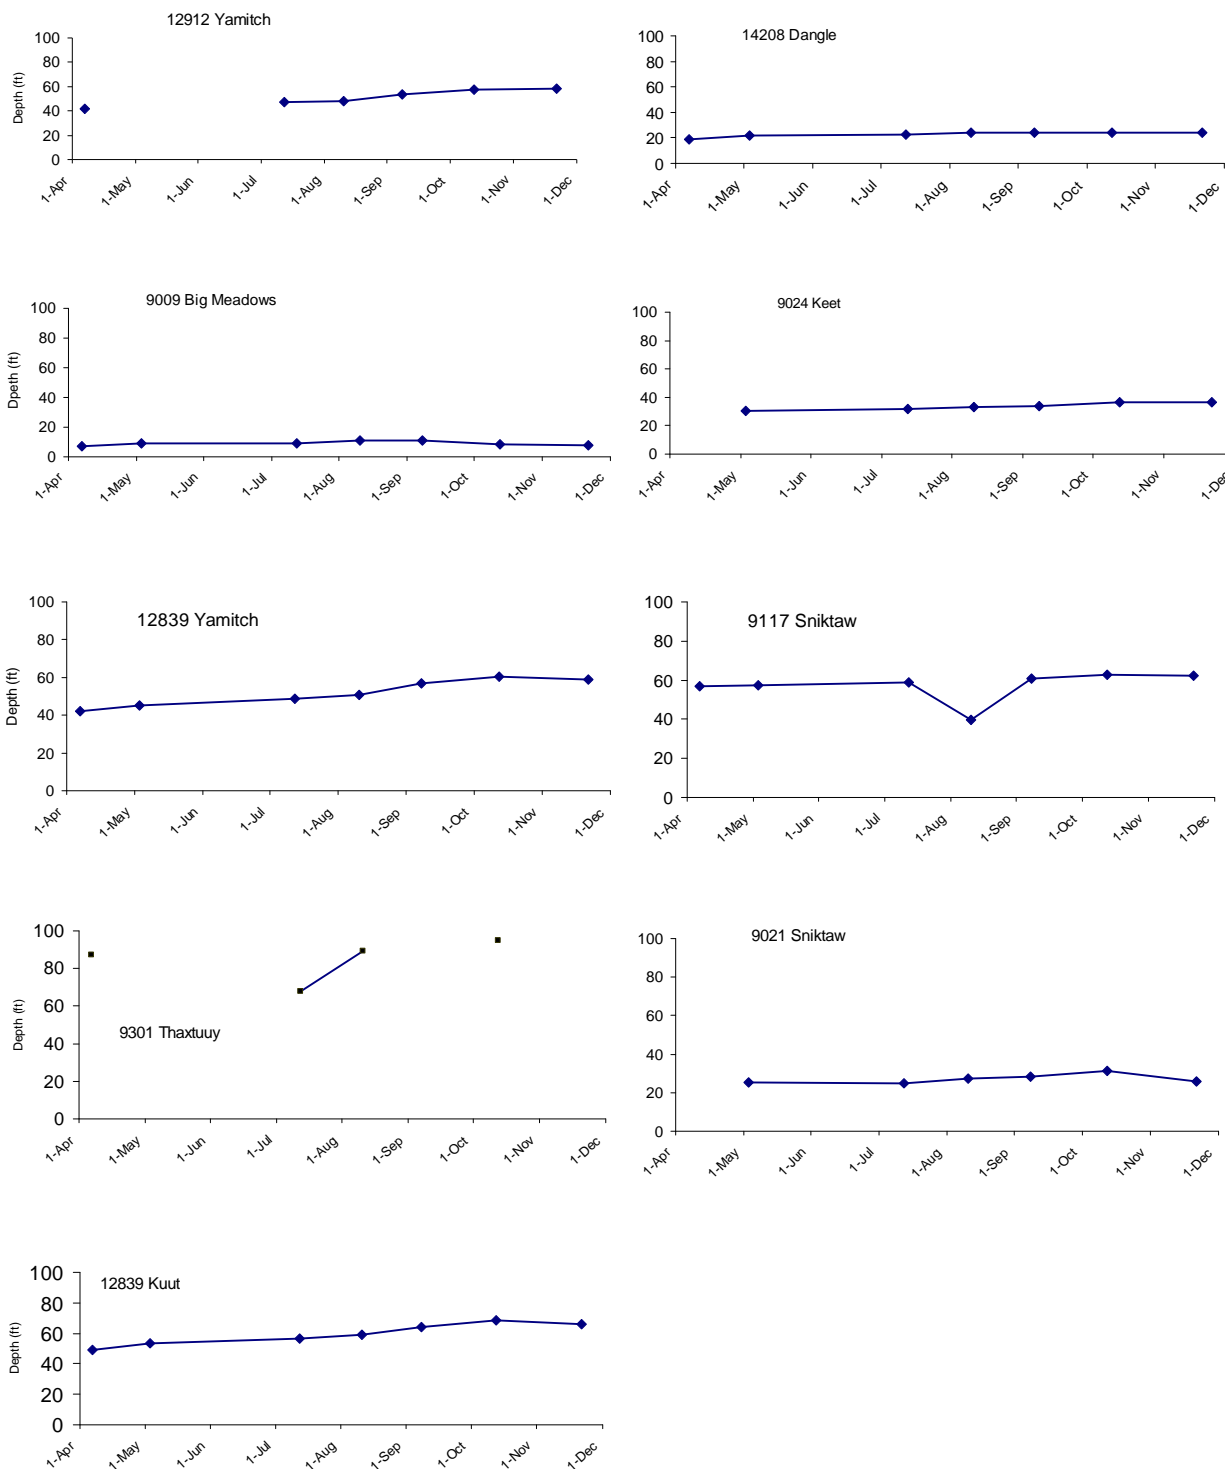 12912 Yamitch
Depth (ft)
100
80
60
40
20
0
1-Apr
1-May
1-Jun
1-Jul
1-Aug
1-Sep
1-Oct
1-Nov
1-Dec
14208 Dangle
100
80
60
40
20
0
1-Apr
1-May
1-Jun
1-Jul
1-Aug
1-Sep
1-Oct
1-Nov
1-Dec
9009 Big Meadows
Dpeth (ft)
100
80
60
40
20
0
1-Apr
1-May
1-Jun
1-Jul
1-Aug
1-Sep
1-Oct
1-Nov
1-Dec
9024 Keet
100
80
60
40
20
0
1-Apr
1-May
1-Jun
1-Jul
1-Aug
1-Sep
1-Oct
1-Nov
1-Dec
12839 Yamitch
Depth (ft)
100
80
60
40
20
0
1-Apr
1-May
1-Jun
1-Jul
1-Aug
1-Sep
1-Oct
1-Nov
1-Dec
9117 Sniktaw
100
80
60
40
20
0
1-Apr
1-May
1-Jun
1-Jul
1-Aug
1-Sep
1-Oct
1-Nov
1-Dec
9301 Thaxtuuy
Depth (ft)
100
80
60
40
20
0
1-Apr
1-May
1-Jun
1-Jul
1-Aug
1-Sep
1-Oct
1-Nov
1-Dec
9021 Sniktaw
100
80
60
40
20
0
1-Apr
1-May
1-Jun
1-Jul
1-Aug
1-Sep
1-Oct
1-Nov
1-Dec
12839 Kuut
Depth (ft)
100
80
60
40
20
0
1-Apr
1-May
1-Jun
1-Jul
1-Aug
1-Sep
1-Oct
1-Nov
1-Dec